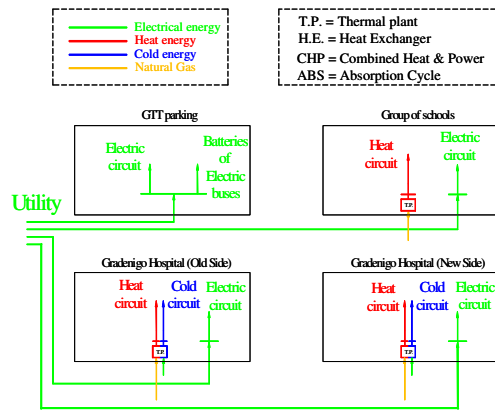 Electrical energy
Heat energy
Cold energy
Natural Gas
T.P. = Thermal plant
H.E. = Heat Exchanger
CHP = Combined Heat & Power
ABS = Absorption Cycle
GTT parking
Electric
circuit
Batteries
of
Electric
buses
Group of schools
Heat
circuit
Electric
circuit
T.P.
Utility
Gradenigo Hospital (Old Side)
Heat
circuit
Cold
circuit
Electric
circuit
T.P.
Gradenigo Hospital (New Side)
Heat
circuit
Cold
circuit
Electric
circuit
T.P.